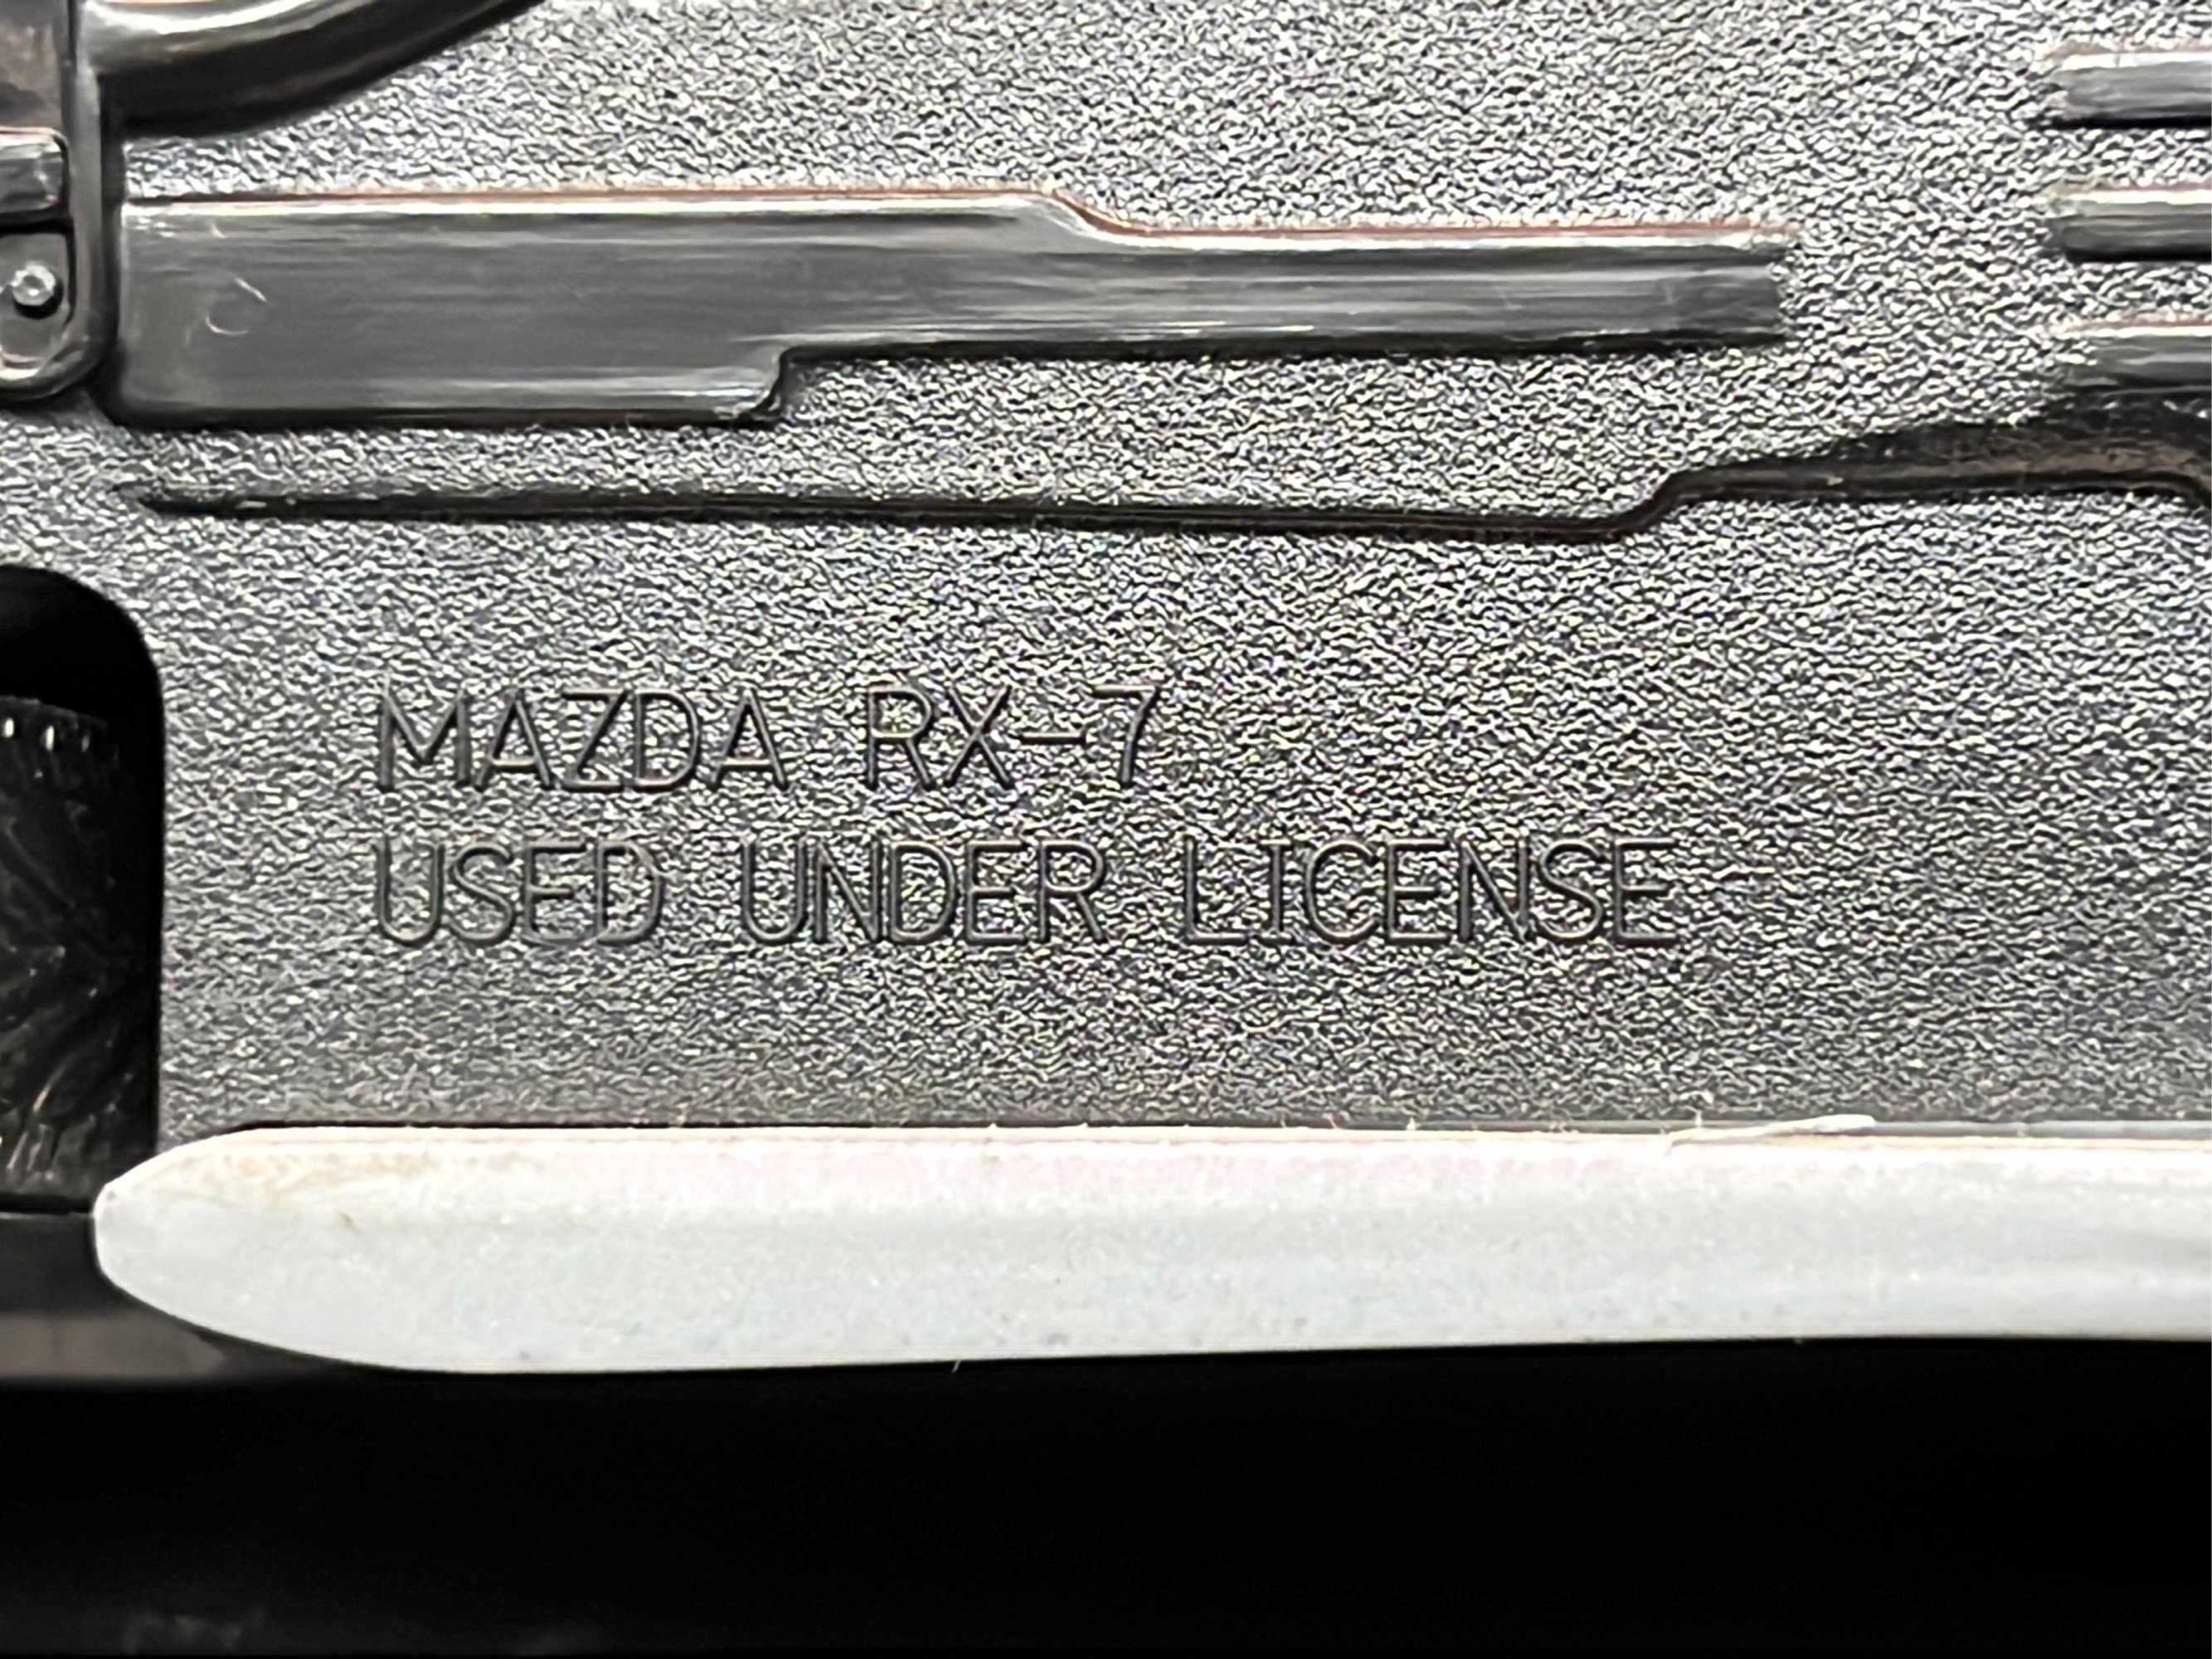 MAZDA RX-7
USED UNDER LICENSE